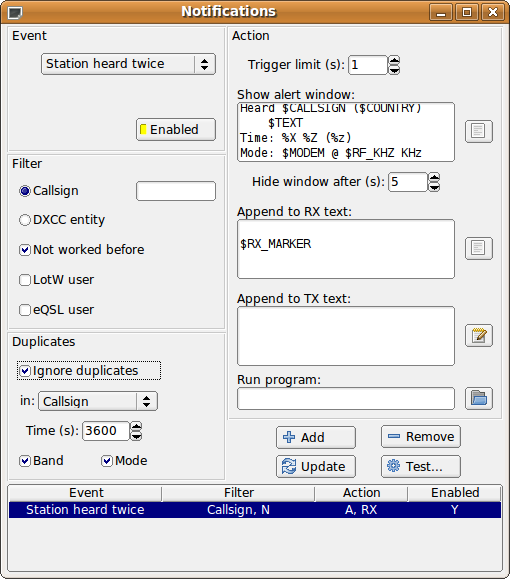 Notifications
Event
Station heard twice
Enabled
Filter
Callsign
DXCC entity
Not worked before
LotW user
eQSL user
Duplicates
Ignore duplicates
in: Callsign
Time (s): 3600
Band Mode
Action
Trigger limit (s): 1
Show alert window:
Heard $CALLSIGN ($COUNTRY)
$TEXT
Time: %X %Z (%z)
Mode: $MODEM @ $RF_KHZ KHz
Hide window after (s): 5
Append to RX text:
$RX_MARKER
Append to TX text:
Run program:
Add Remove
Update Test...
Event Filter Action Enabled
Station heard twice Callsign, N A, RX Y